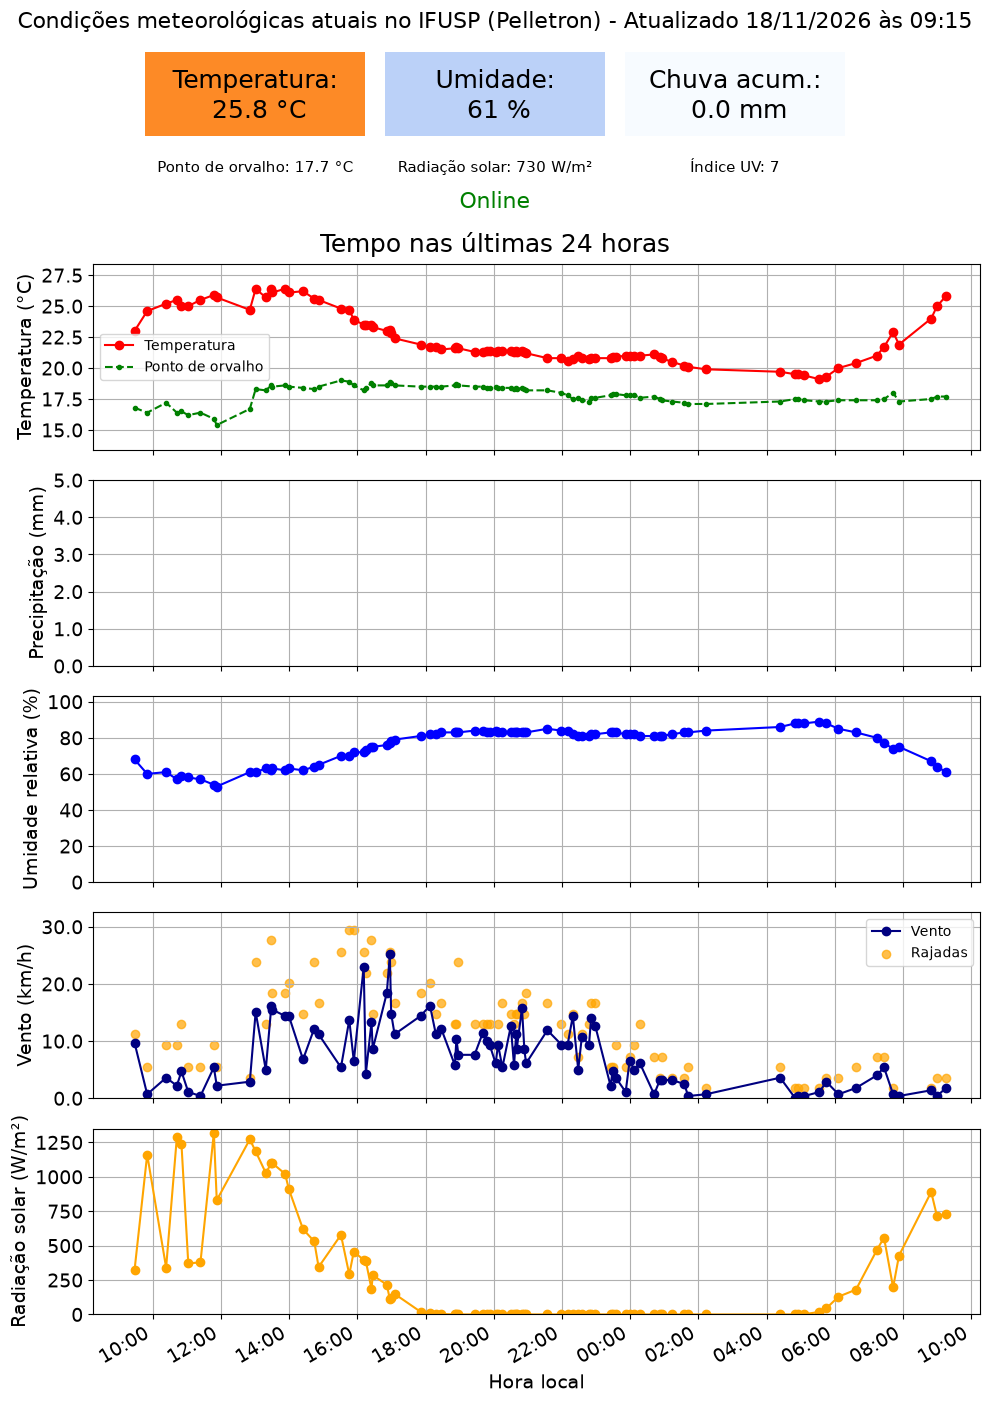 Condições meteorológicas atuais no IFUSP (Pelletron) - Atualizado 18/11/2026 às 09:15
Temperatura:
25.8 °C
Umidade:
61 %
Chuva acum.:
0.0 mm
Ponto de orvalho: 17.7 °C
Radiação solar: 730 W/m²
Índice UV: 7
Online
Tempo nas últimas 24 horas
Temperatura (°C)
27.5
25.0
22.5
20.0
17.5
15.0
Temperatura
Ponto de orvalho
Precipitação (mm)
5.0
4.0
3.0
2.0
1.0
0.0
Umidade relativa (%)
100
80
60
40
20
0
Vento (km/h)
30.0
20.0
10.0
0.0
Vento
Rajadas
Radiação solar (W/m²)
1250
1000
750
500
250
0
10:00
12:00
14:00
16:00
18:00
20:00
22:00
00:00
02:00
04:00
06:00
08:00
10:00
Hora local